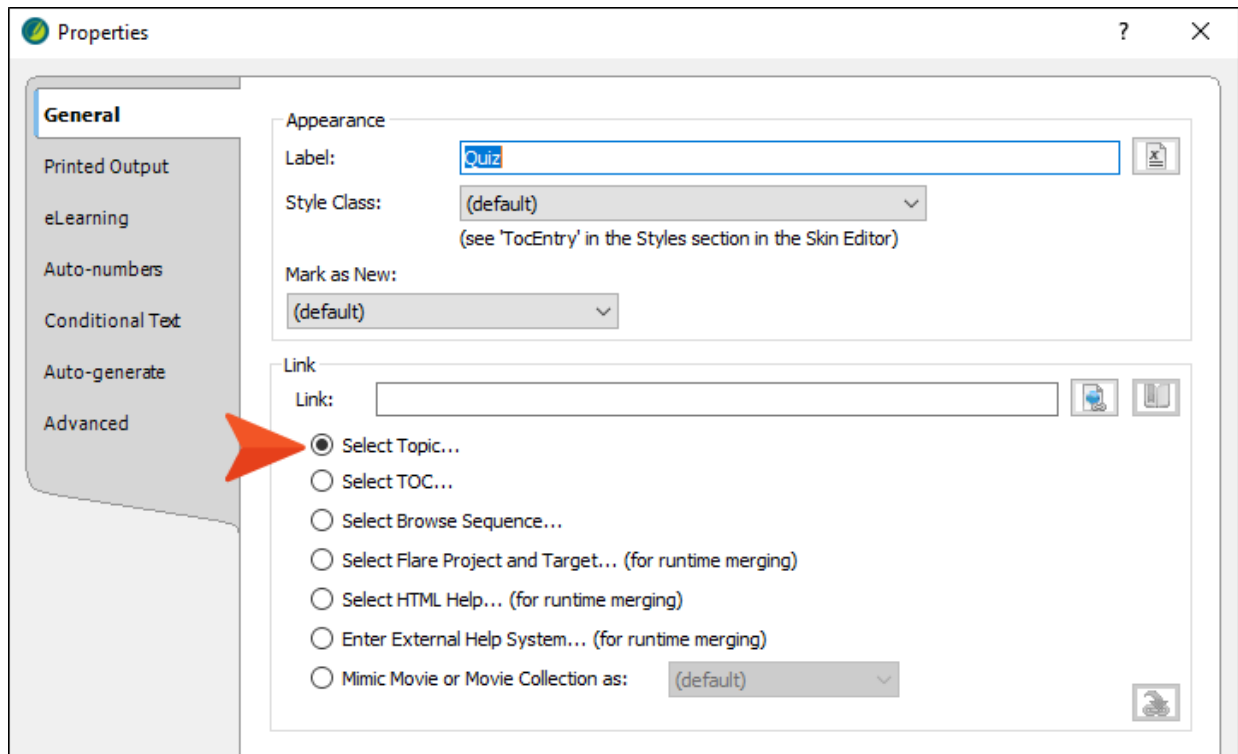 Properties
?
General
Printed Output
eLearning
Auto-numbers
Conditional Text
Auto-generate
Advanced
Appearance
Label: Quiz
Style Class: (default)
(see 'TocEntry' in the Styles section in the Skin Editor)
Mark as New:
(default)
Link
Link:
Select Topic...
Select TOC...
Select Browse Sequence...
Select Flare Project and Target... (for runtime merging)
Select HTML Help... (for runtime merging)
Enter External Help System... (for runtime merging)
Mimic Movie or Movie Collection as: (default)